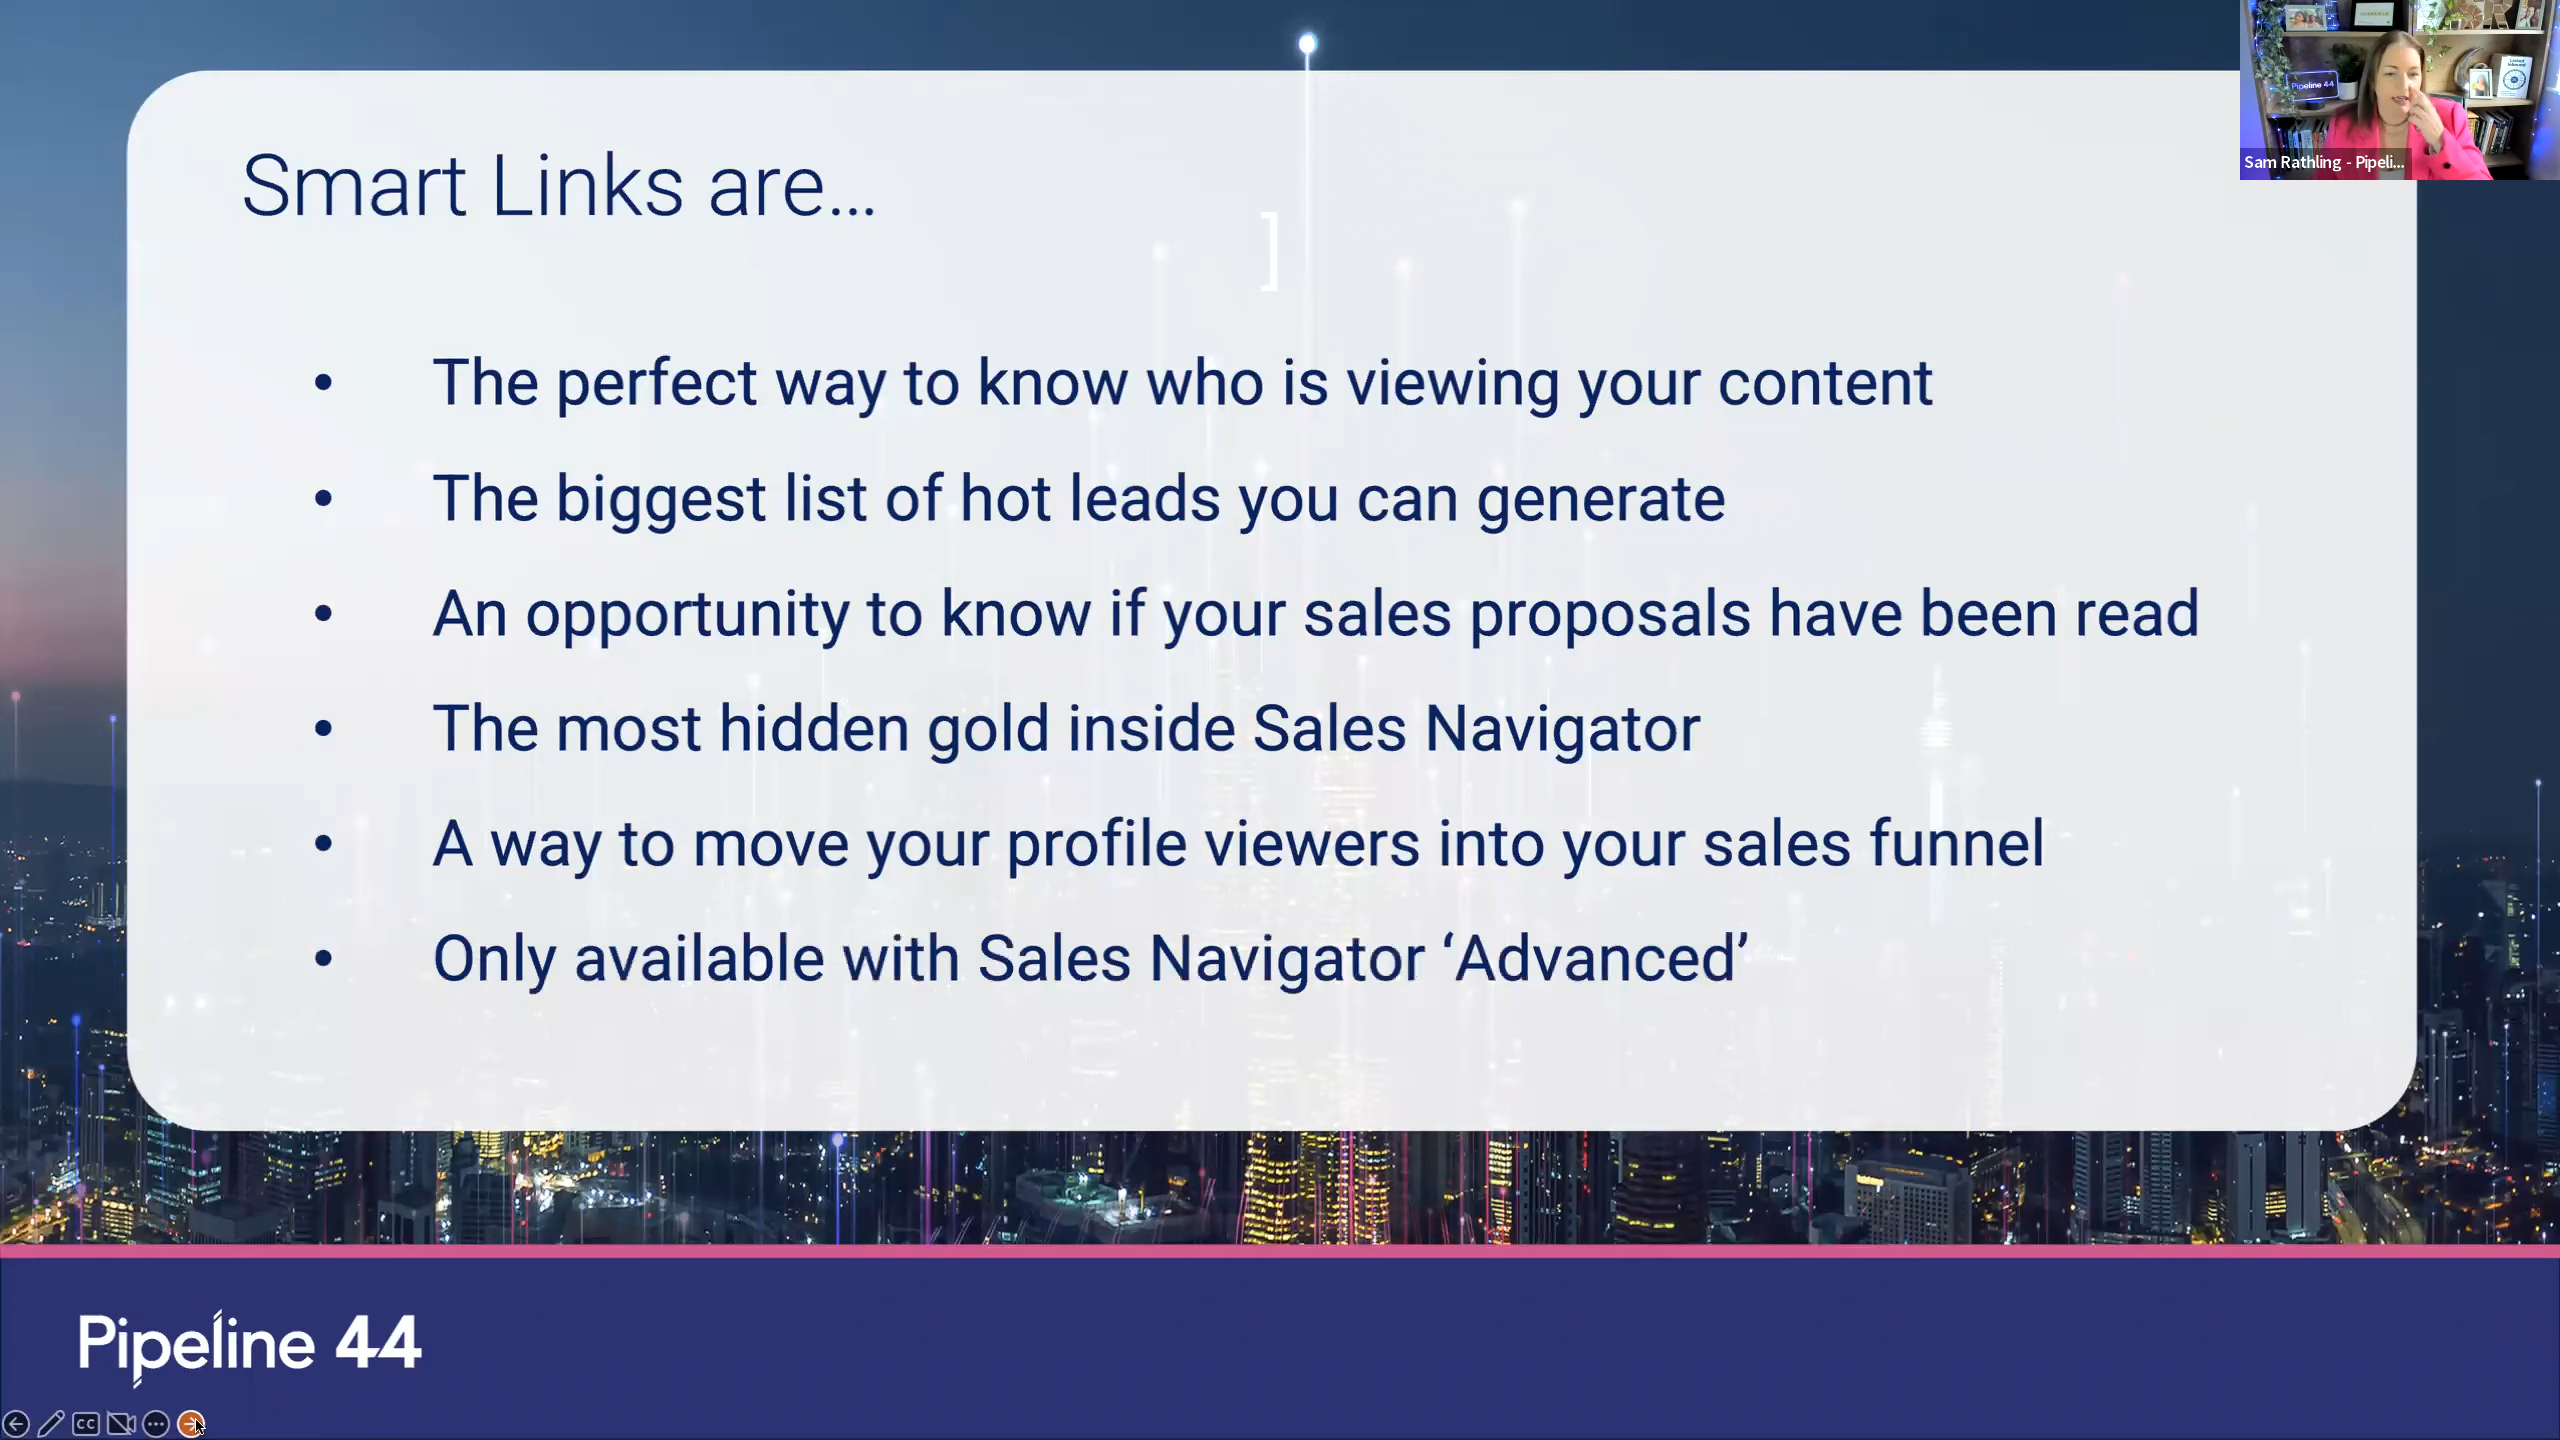 Smart Links are...
]
• The perfect way to know who is viewing your content
• The biggest list of hot leads you can generate
• An opportunity to know if your sales proposals have been read
• The most hidden gold inside Sales Navigator
• A way to move your profile viewers into your sales funnel
• Only available with Sales Navigator ‘Advanced’
Pipeline 44
Sam Rathling - Pipeli...
Pipeline 44
CC